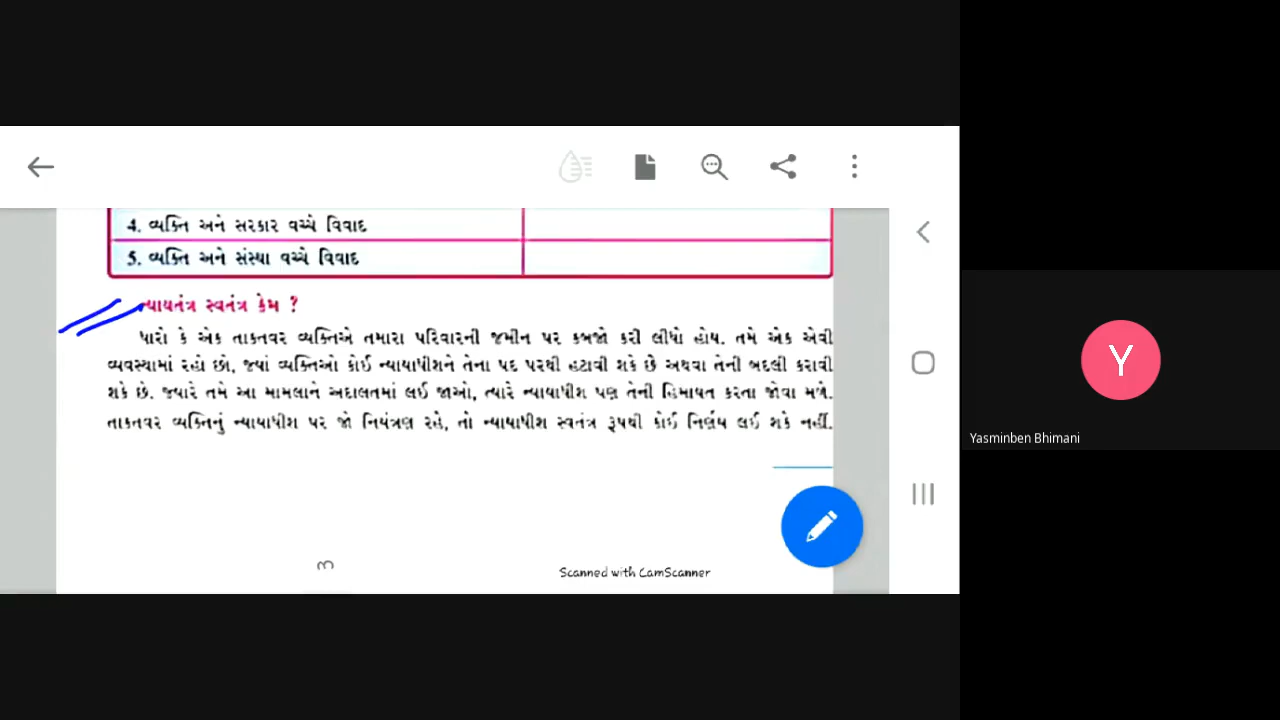 4. વ્યક્તિ અને સરકાર વચ્ચે વિવાદ
5. વ્યક્તિ અને સંસ્થા વચ્ચે વિવાદ
ન્યાયતંત્ર સ્વતંત્ર કેમ ?
ધારો કે એક તાકતવર વ્યક્તિએ તમારા પરિવારની જમીન પર કબજો કરી લીધો હોય. તમે એક એવી
વ્યવસ્થામાં રહો છો, જ્યાં વ્યક્તિઓ કોઈ ન્યાયાધીશને તેના પદ પરથી હટાવી શકે છે અથવા તેની બદલી કરાવી
શકે છે. જ્યારે તમે આ મામલાને અદાલતમાં લઈ જાઓ, ત્યારે ન્યાયાધીશ પણ તેની હિમાયત કરતા જોવા મળે.
તાકતવર વ્યક્તિનું ન્યાયાધીશ પર જો નિયંત્રણ રહે, તો ન્યાયાધીશ સ્વતંત્ર રૂપથી કોઈ નિર્ણય લઈ શકે નહીં.
3
Scanned with CamScanner
Y
Yasminben Bhimani